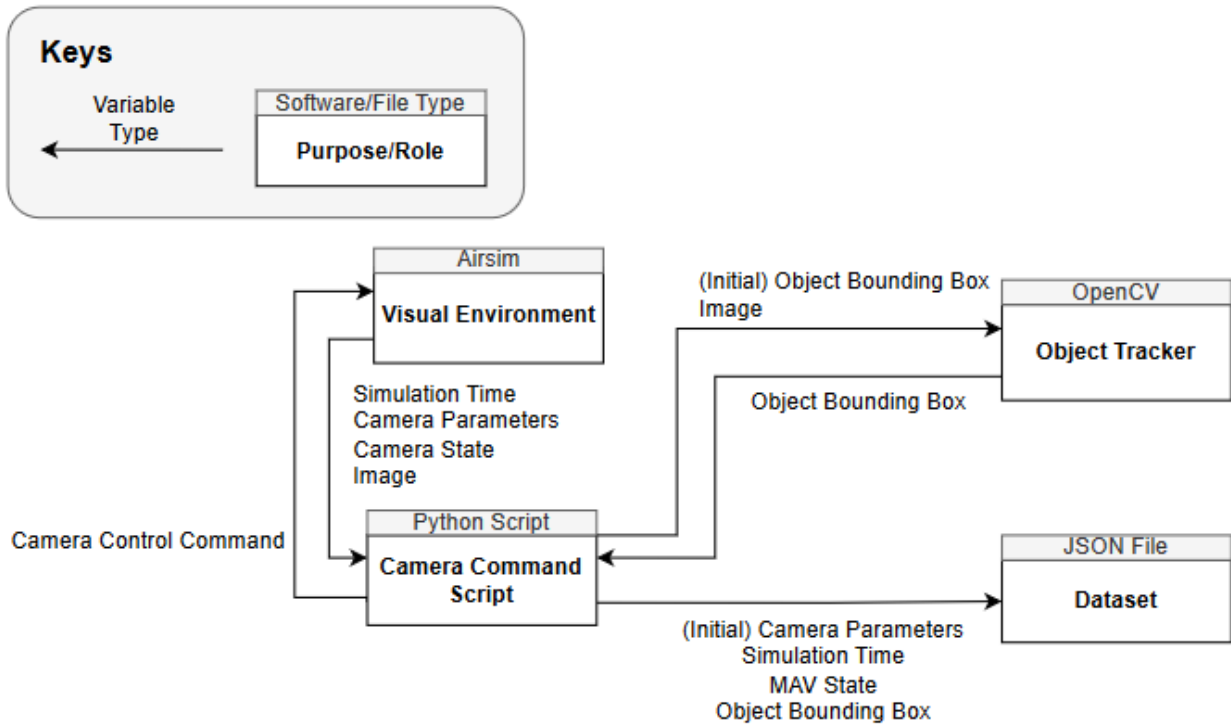 Keys
Variable
Type
Software/File Type
Purpose/Role
Airsim
Visual Environment
(Initial) Object Bounding Box
Image
OpenCV
Object Tracker
Object Bounding Box
Simulation Time
Camera Parameters
Camera State
Image
Camera Control Command
Python Script
Camera Command
Script
JSON File
Dataset
(Initial) Camera Parameters
Simulation Time
MAV State
Object Bounding Box